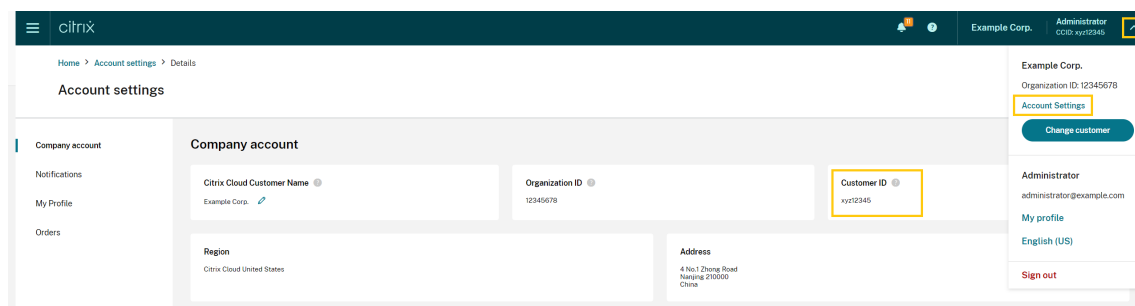 citrix
11
?
Example Corp.
Administrator
CCID: xyz12345
Home > Account settings > Details
Account settings
Example Corp.
Organization ID: 12345678
Account Settings
Change customer
Administrator
administrator@example.com
My profile
English (US)
Sign out
Company account
Notifications
My Profile
Orders
Company account
Citrix Cloud Customer Name ?
Example Corp.
Organization ID ?
12345678
Customer ID ?
xyz12345
Region
Citrix Cloud United States
Address
4 No.1 Zhong Road
Nanjing 210000
China